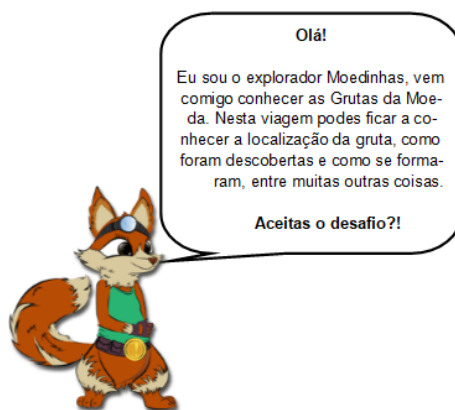 Olá!
Eu sou o explorador Moedinhas, vem
comigo conhecer as Grutas da Moe-
da. Nesta viagem podes ficar a co-
nhecer a localização da gruta, como
foram descobertas e como se forma-
ram, entre muitas outras coisas.
Aceitas o desafio?!